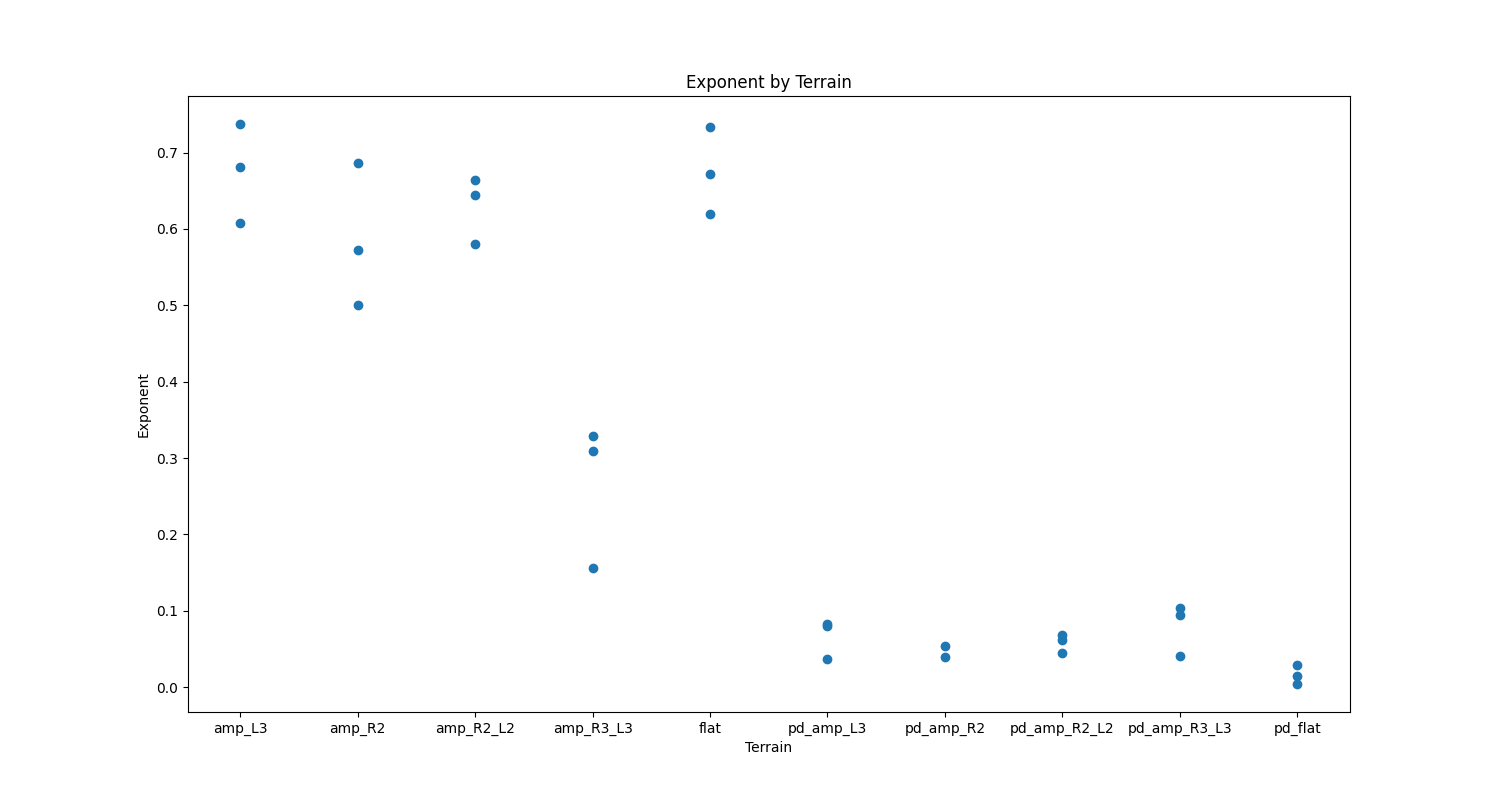 Exponent by Terrain
Exponent
0.7
0.6
0.5
0.4
0.3
0.2
0.1
0.0
amp_L3 amp_R2 amp_R2_L2 amp_R3_L3 flat pd_amp_L3 pd_amp_R2 pd_amp_R2_L2 pd_amp_R3_L3 pd_flat
Terrain